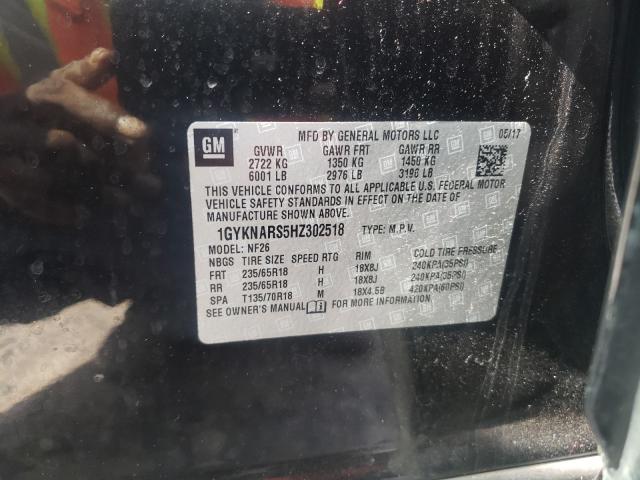 GM
MFD BY GENERAL MOTORS LLC 05/17
GVWR GAWR FRT GAWR RR
2722 KG 1350 KG 1450 KG
6001 LB 2976 LB 3196 LB
THIS VEHICLE CONFORMS TO ALL APPLICABLE U.S. FEDERAL MOTOR
VEHICLE SAFETY STANDARDS IN EFFECT ON THE DATE OF
MANUFACTURE SHOWN ABOVE.
1GYKNARS5HZ302518 TYPE: M.P.V.
MODEL: NF26
NBGS TIRE SIZE SPEED RTG RIM COLD TIRE PRESSURE
FRT 235/65R18 H 18X8J 240KPA(35PSI)
RR 235/65R18 H 18X8J 240KPA(35PSI)
SPA T135/70R18 M 18X4.5B 420KPA(60PSI)
SEE OWNER'S MANUAL FOR MORE INFORMATION